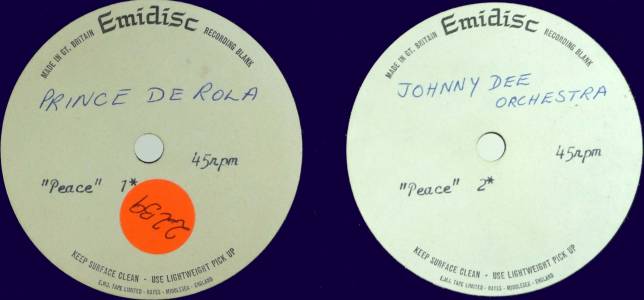 MADE IN GT. BRITAIN
Emidisc
RECORDING BLANK
PRINCE DE ROLA
45rpm
"Peace" 1*
KEEP SURFACE CLEAN - USE LIGHTWEIGHT PICK UP
E.M.I. TAPE LIMITED - HAYES - MIDDLESEX - ENGLAND
MADE IN GT. BRITAIN
Emidisc
RECORDING BLANK
JOHNNY DEE
ORCHESTRA
45rpm
"Peace" 2*
KEEP SURFACE CLEAN - USE LIGHTWEIGHT PICK UP
E.M.I. TAPE LIMITED - HAYES - MIDDLESEX - ENGLAND